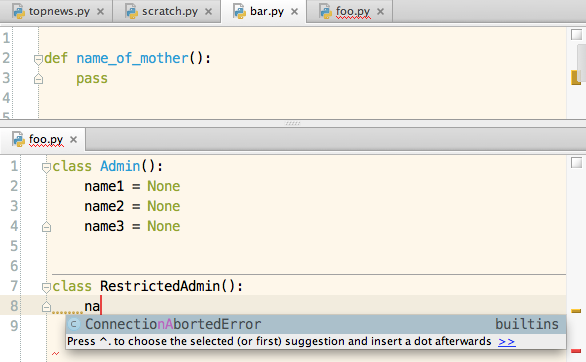 topnews.py × scratch.py × bar.py × foo.py ×
1
2 def name_of_mother():
3     pass
4
5
foo.py ×
1 class Admin():
2     name1 = None
3     name2 = None
4     name3 = None
5
6
7 class RestrictedAdmin():
8     na
9
C ConnectionAbortedError builtins
Press ^. to choose the selected (or first) suggestion and insert a dot afterwards >>